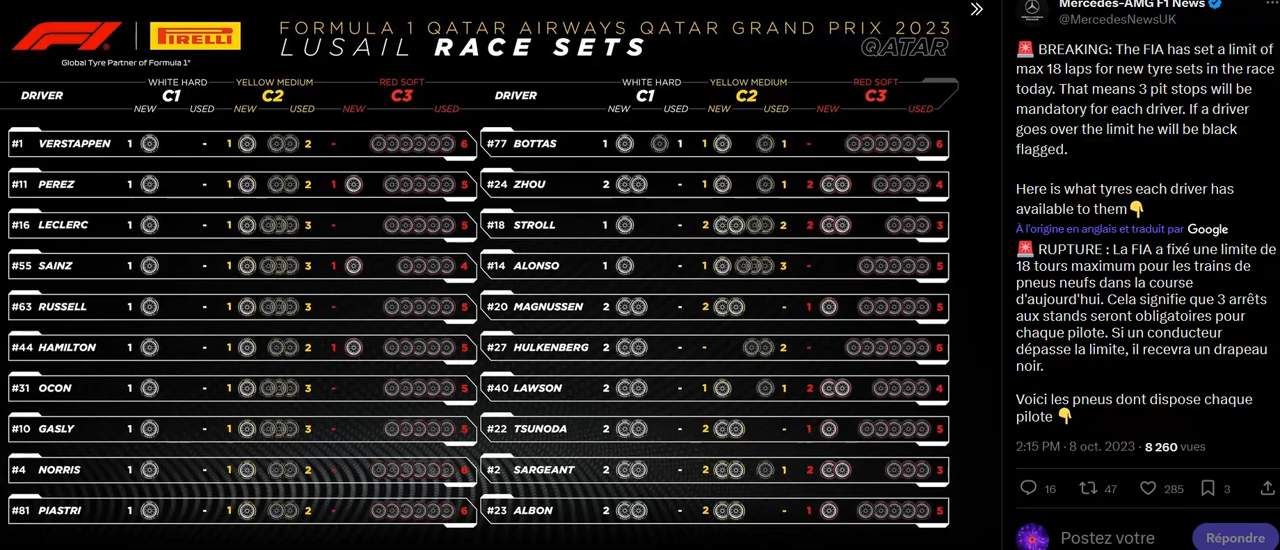 F1
PIRELLI
Global Tyre Partner of Formula 1®
FORMULA 1 QATAR AIRWAYS QATAR GRAND PRIX 2023
LUSAIL RACE SETS
QATAR
DRIVER WHITE HARD C1 NEW USED YELLOW MEDIUM C2 NEW USED RED SOFT C3 NEW USED
#1 VERSTAPPEN 1 - 1 2 - 6
#11 PEREZ 1 - 1 2 1 5
#16 LECLERC 1 - 1 3 - 5
#55 SAINZ 1 - 1 3 1 4
#63 RUSSELL 1 - 1 3 - 5
#44 HAMILTON 1 - 1 2 1 5
#31 OCON 1 - 1 3 - 5
#10 GASLY 1 - 1 3 - 5
#4 NORRIS 1 - 1 2 - 6
#81 PIASTRI 1 - 1 2 - 6
DRIVER WHITE HARD C1 NEW USED YELLOW MEDIUM C2 NEW USED RED SOFT C3 NEW USED
#77 BOTTAS 1 1 1 1 - 6
#24 ZHOU 2 - 1 1 2 4
#18 STROLL 1 - 2 2 2 3
#14 ALONSO 1 - 1 3 - 5
#20 MAGNUSSEN 2 - 2 - 1 5
#27 HULKENBERG 2 - - 2 - 6
#40 LAWSON 2 - 1 1 2 4
#22 TSUNODA 2 - 2 - 1 5
#2 SARGEANT 2 - 2 1 2 3
#23 ALBON 2 - 2 - 1 5
Mercedes-AMG F1 News
@MercedesNewsUK
🚨 BREAKING: The FIA has set a limit of
max 18 laps for new tyre sets in the race
today. That means 3 pit stops will be
mandatory for each driver. If a driver
goes over the limit he will be black
flagged.
Here is what tyres each driver has
available to them👇
À l'origine en anglais et traduit par Google
🚨 RUPTURE : La FIA a fixé une limite de
18 tours maximum pour les trains de
pneus neufs dans la course
d'aujourd'hui. Cela signifie que 3 arrêts
aux stands seront obligatoires pour
chaque pilote. Si un conducteur
dépasse la limite, il recevra un drapeau
noir.
Voici les pneus dont dispose chaque
pilote 👇
2:15 PM · 8 oct. 2023 · 8 260 vues
16 47 285 3
Postez votre
Répondre